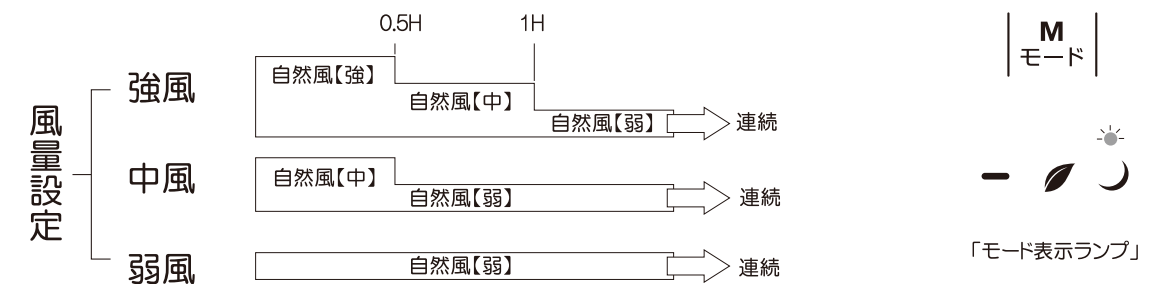 0.5H 1H
M
モード
風量設定
強風
自然風【強】
自然風【中】
自然風【弱】
連続
中風
自然風【中】
自然風【弱】
連続
弱風
自然風【弱】
連続
「モード表示ランプ」